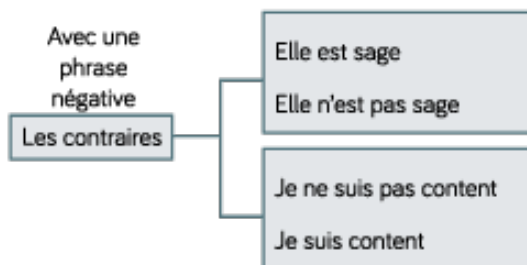 Avec une
phrase
négative
Les contraires
Elle est sage
Elle n'est pas sage
Je ne suis pas content
Je suis content